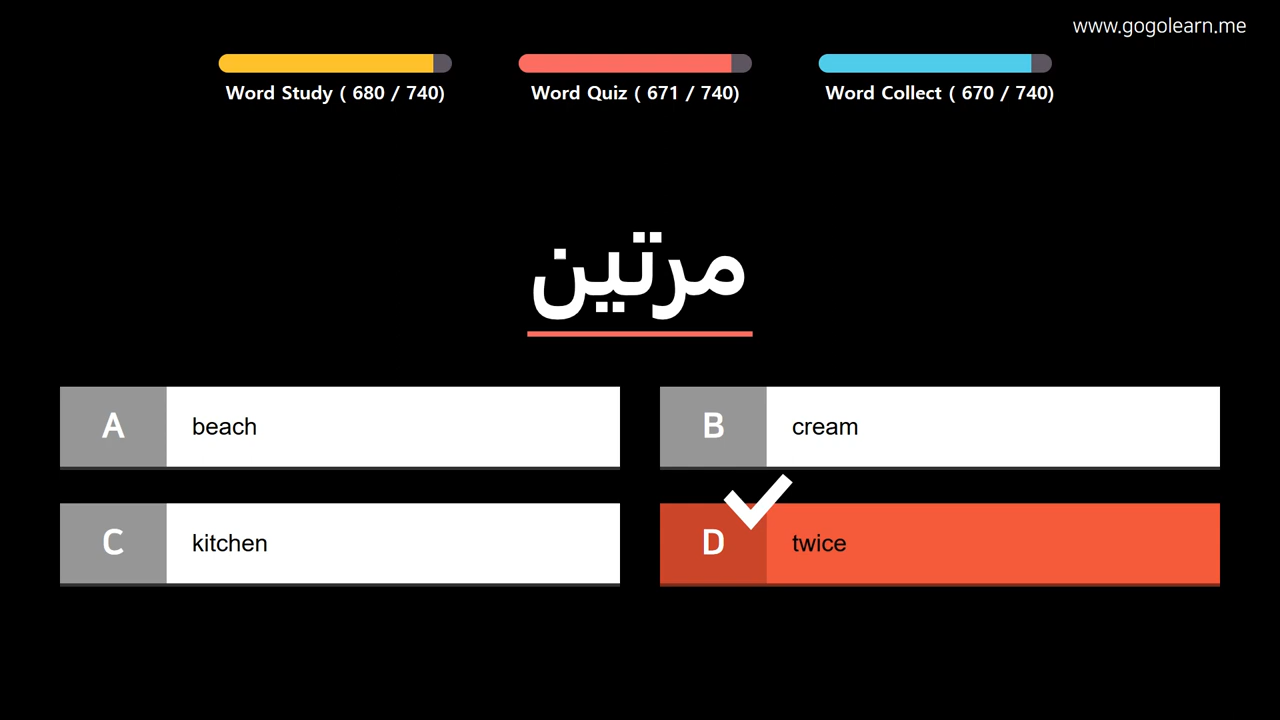 www.gogolearn.me
Word Study ( 680 / 740)
Word Quiz ( 671 / 740)
Word Collect ( 670 / 740)
مرتين
A beach
B cream
C kitchen
D twice